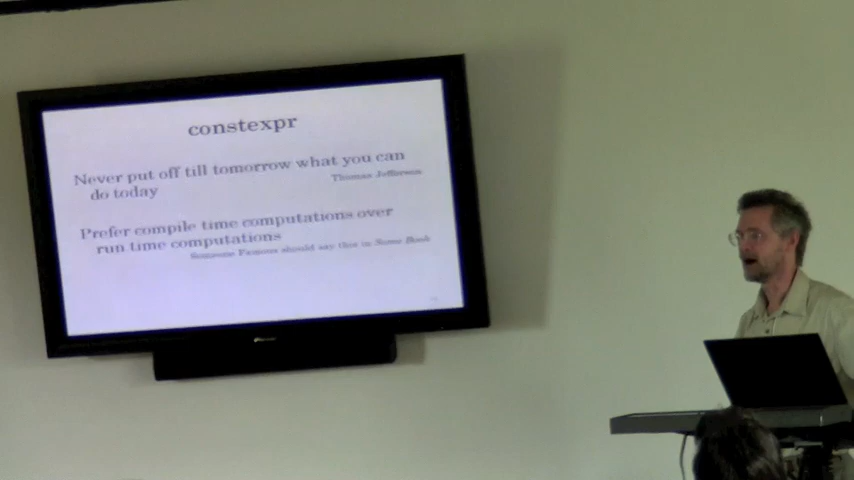 constexpr
Never put off till tomorrow what you can
do today
Thomas Jefferson
Prefer compile time computations over
run time computations
Someone Famous should say this in Some Book